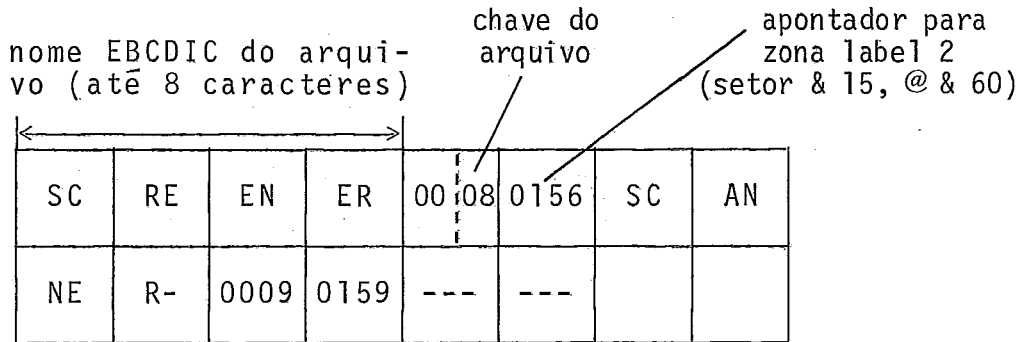 nome EBCDIC do arqui-
vo (até 8 caracteres)
chave do
arquivo
apontador para
zona label 2
(setor & 15, @ & 60)
SC RE EN ER 00 08 0156 SC AN
NE R- 0009 0159 --- ---